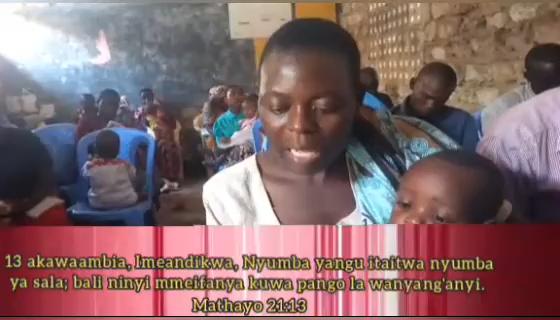 13 akawaambia, Imeandikwa, Nyumba yangu itaitwa nyumba
ya sala; bali ninyi mmeifanya kuwa pango la wanyang'anyi.
Mathayo 21:13